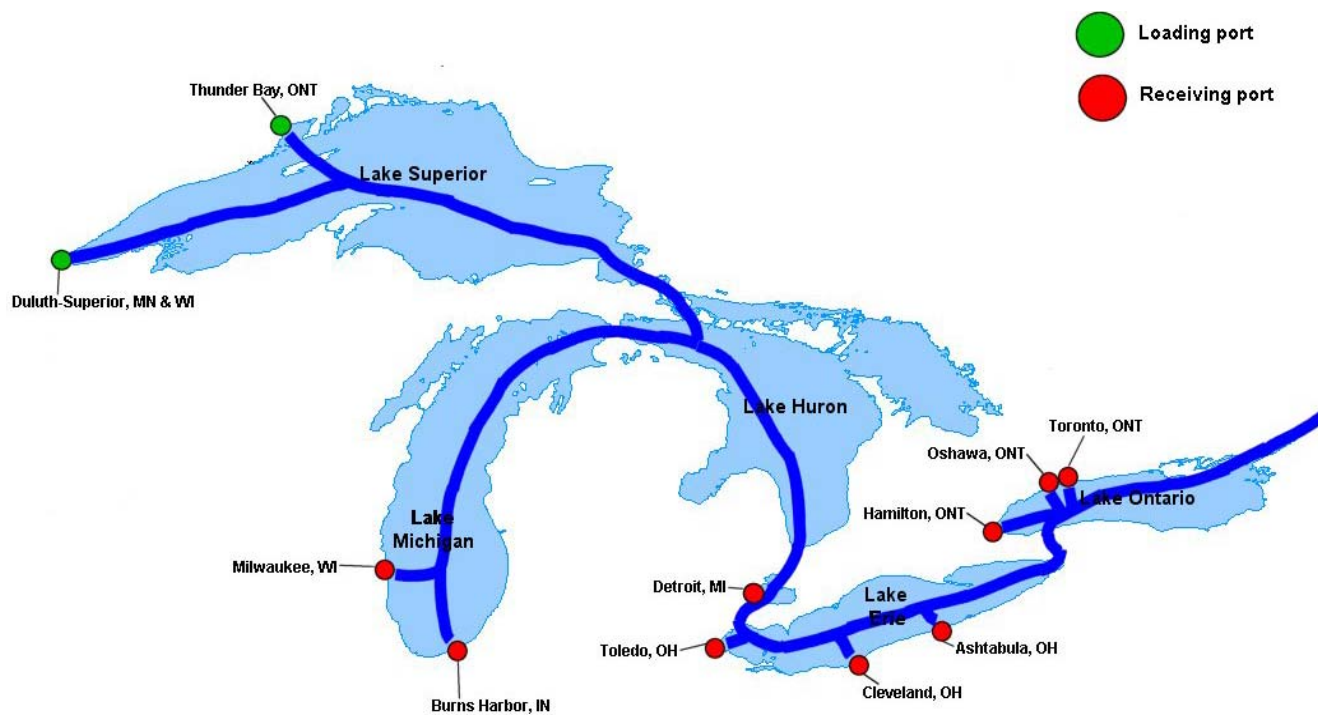 Loading port
Receiving port
Thunder Bay, ONT
Lake Superior
Duluth-Superior, MN & WI
Lake Huron
Toronto, ONT
Oshawa, ONT
Lake Ontario
Hamilton, ONT
Lake
Michigan
Milwaukee, WI
Detroit, MI
Lake
Erie
Toledo, OH
Ashtabula, OH
Cleveland, OH
Burns Harbor, IN